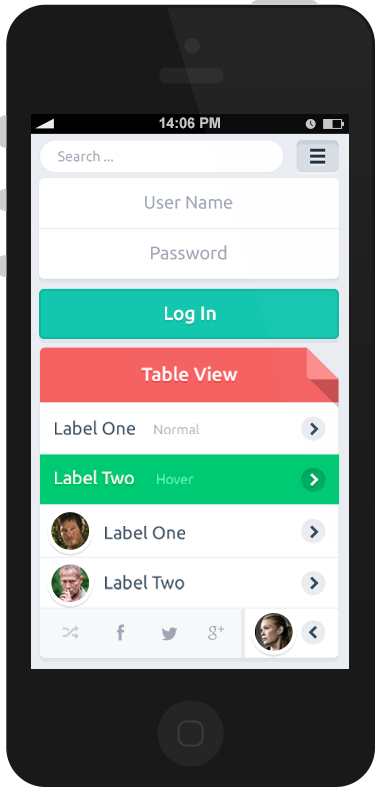 14:06 PM
Search ...
User Name
Password
Log In
Table View
Label One Normal
Label Two Hover
Label One
Label Two
f g+